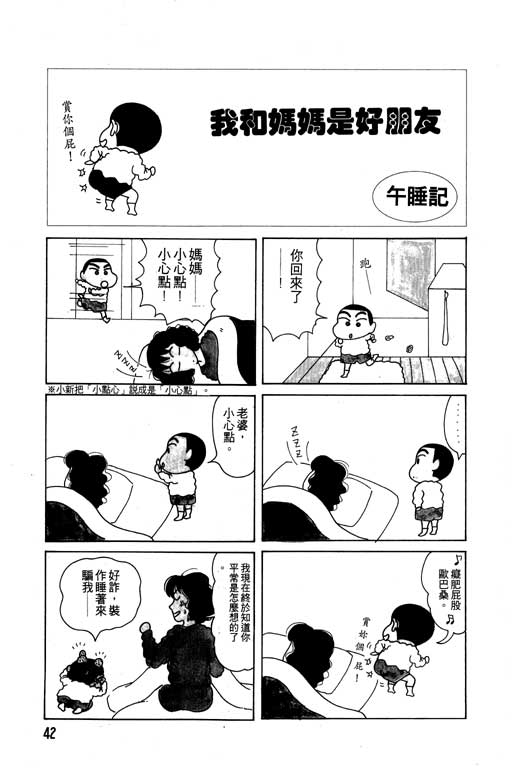 我和媽媽是好朋友
賞你個屁！
午睡記
你回來了
——！
跑～
媽媽，
小心點！
小心點！
ZZZZZ
※小新把「小點心」説成是「小心點」。
…………
………
ZZZ
老婆，
小心點。
♪癡肥屁股
歐巴桑。♪
賞妳個屁！
我現在終於知道你
平常是怎麼想的了
。
好詐，裝
作睡著來
騙我——
42